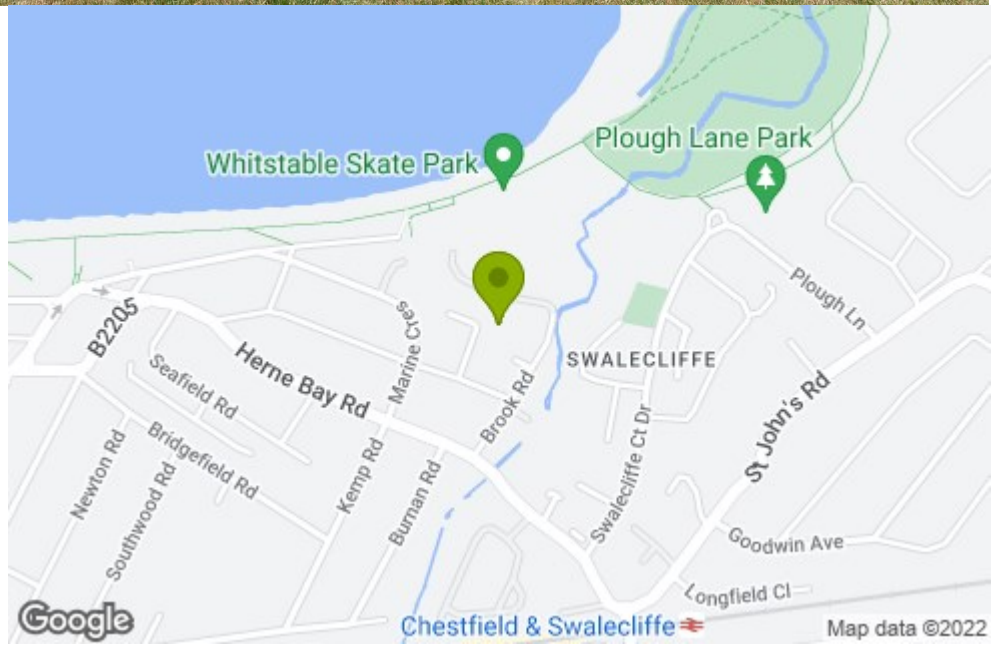 Whitstable Skate Park
Plough Lane Park
Plough Ln
B2205
Marine Cres
Herne Bay Rd
SWALECLIFFE
Seafield Rd
Brook Rd
St John's Rd
Bridgefield Rd
Swalecliffe Ct Dr
Newton Rd
Southwood Rd
Kemp Rd
Burnan Rd
Goodwin Ave
Longfield Cl
Google
Chestfield & Swalecliffe
Map data ©2022